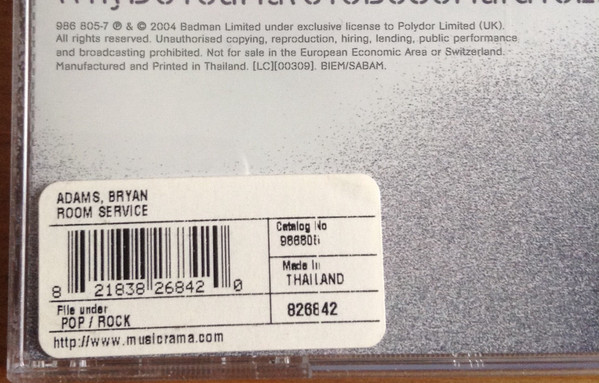 986 805-7 ℗ & © 2004 Badman Limited under exclusive license to Polydor Limited (UK).
All rights reserved. Unauthorised copying, reproduction, hiring, lending, public performance
and broadcasting prohibited. Not for sale in the European Economic Area or Switzerland.
Manufactured and Printed in Thailand. [LC][00309]. BIEM/SABAM.
ADAMS, BRYAN
ROOM SERVICE
8 21838 26842 0
Catalog No
986805
Made In
THAILAND
File under
POP / ROCK
826842
http://www.musicrama.com